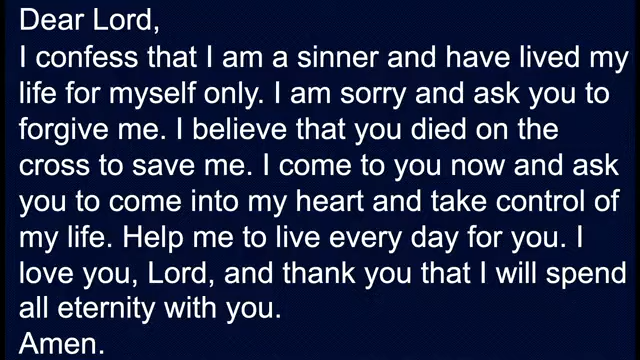 Dear Lord,
I confess that I am a sinner and have lived my
life for myself only. I am sorry and ask you to
forgive me. I believe that you died on the
cross to save me. I come to you now and ask
you to come into my heart and take control of
my life. Help me to live every day for you. I
love you, Lord, and thank you that I will spend
all eternity with you.
Amen.